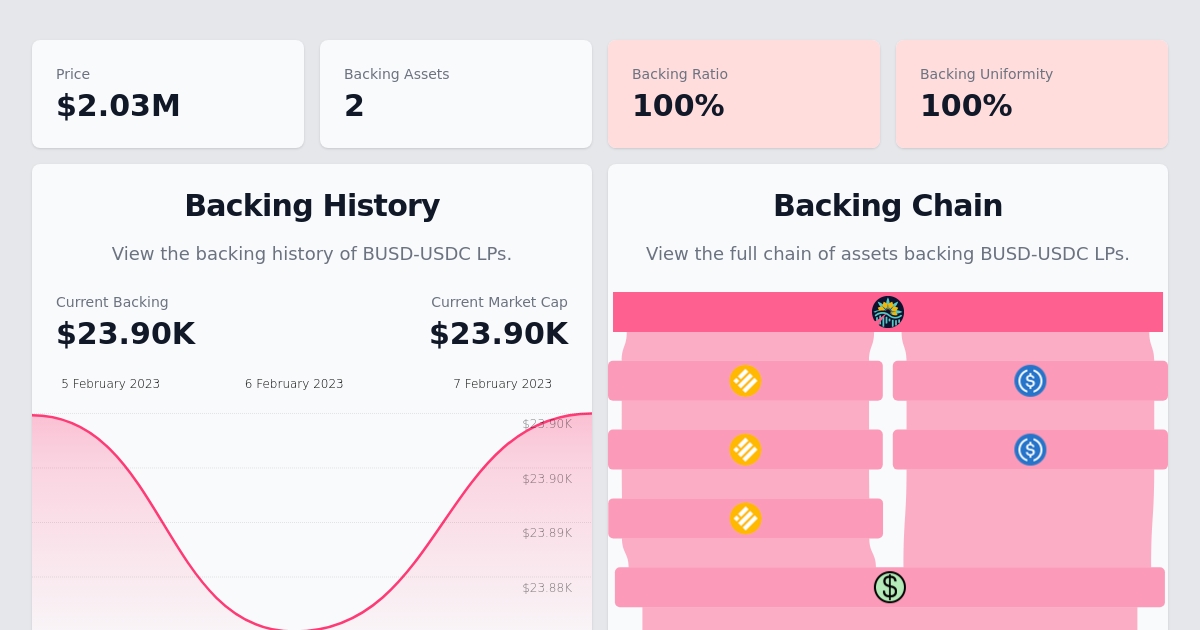 Price
$2.03M
Backing Assets
2
Backing Ratio
100%
Backing Uniformity
100%
Backing History
View the backing history of BUSD-USDC LPs.
Current Backing
$23.90K
Current Market Cap
$23.90K
5 February 2023
6 February 2023
7 February 2023
$23.90K
$23.90K
$23.89K
$23.88K
Backing Chain
View the full chain of assets backing BUSD-USDC LPs.